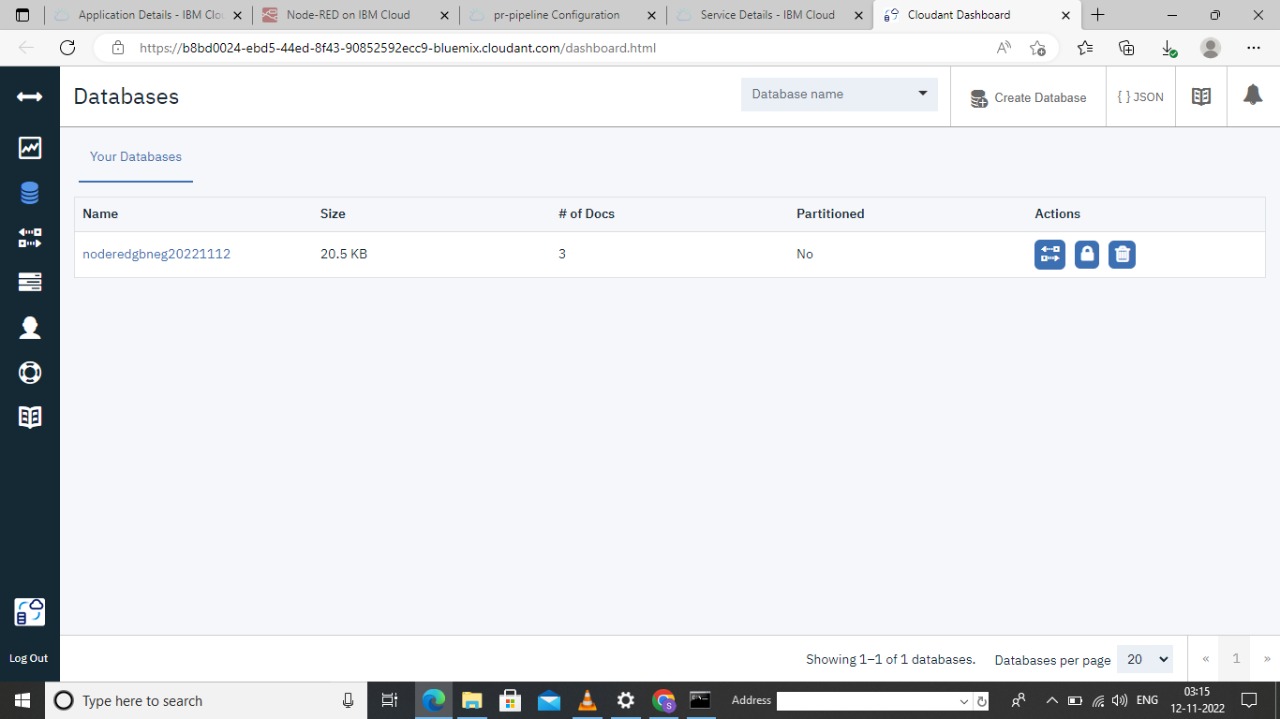 Application Details - IBM Clo
Node-RED on IBM Cloud
pr-pipeline Configuration
Service Details - IBM Cloud
Cloudant Dashboard
https://b8bd0024-ebd5-44ed-8f43-90852592ecc9-bluemix.cloudant.com/dashboard.html
Databases
Database name
Create Database
{ } JSON
Your Databases
Name Size # of Docs Partitioned Actions
noderedgbneg20221112 20.5 KB 3 No
Showing 1–1 of 1 databases. Databases per page 20 « 1 »
Log Out
Type here to search
Address
ENG
03:15
12-11-2022